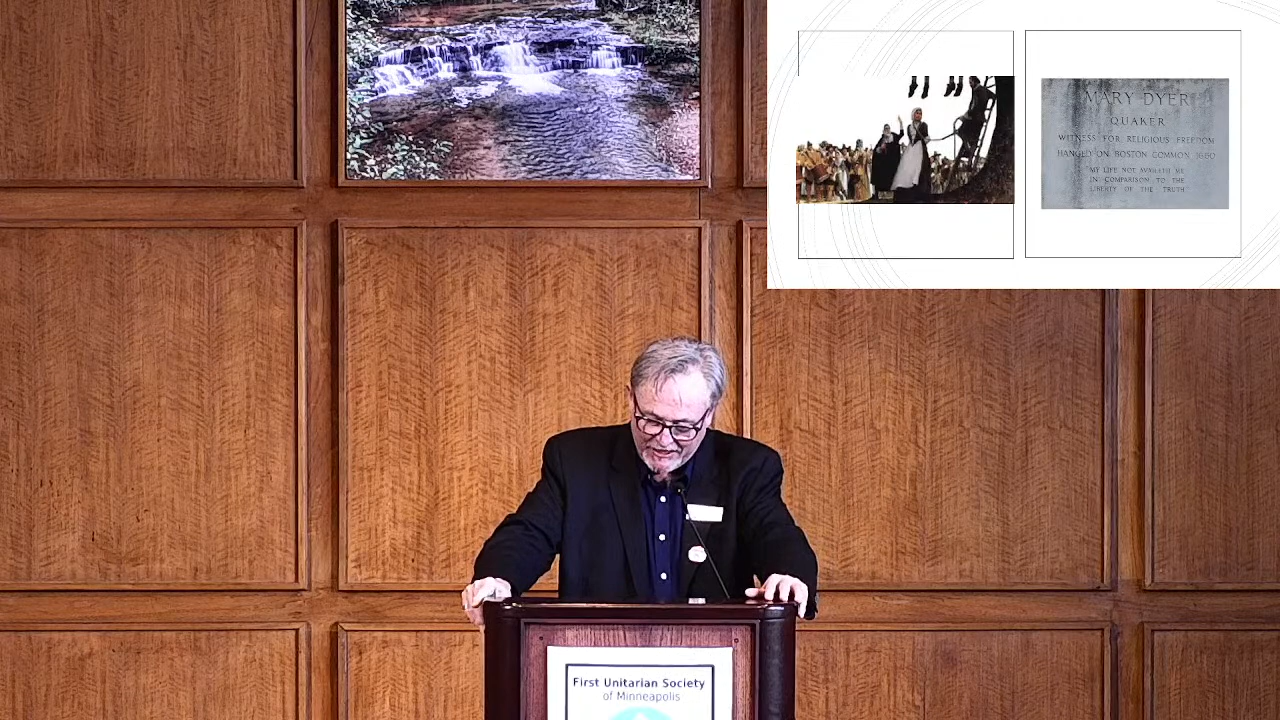 MARY DYER
QUAKER
WITNESS FOR RELIGIOUS FREEDOM
HANGED ON BOSTON COMMON 1660
MY LIFE NOT AVAILETH ME
IN COMPARISON TO THE
LIBERTY OF THE TRUTH
First Unitarian Society
of Minneapolis